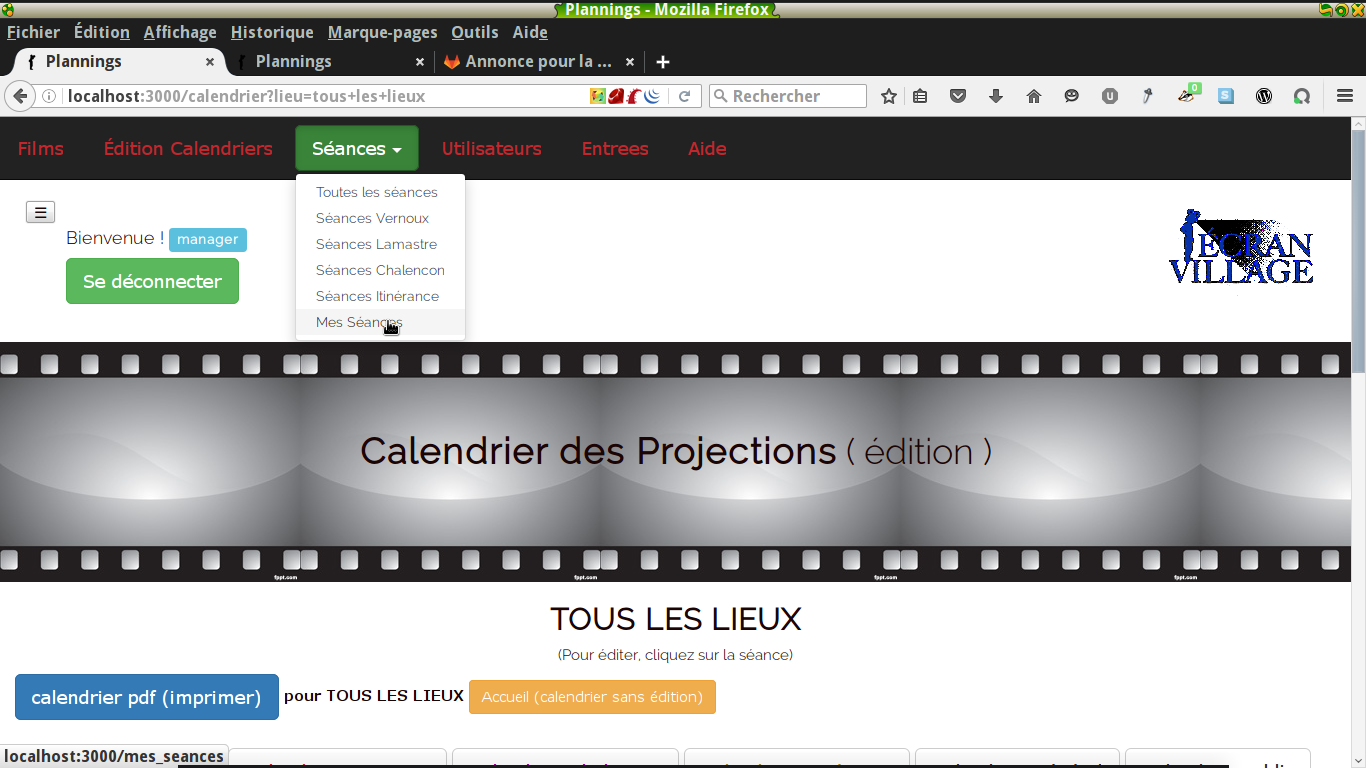 Plannings - Mozilla Firefox
Fichier Édition Affichage Historique Marque-pages Outils Aide
Plannings × Plannings × Annonce pour la ... × +
localhost:3000/calendrier?lieu=tous+les+lieux Rechercher 0
Films Édition Calendriers Séances Utilisateurs Entrees Aide
Toutes les séances
Séances Vernoux
Séances Lamastre
Séances Chalencon
Séances Itinérance
Mes Séances
Bienvenue ! manager
Se déconnecter
ÉCRAN
VILLAGE
Calendrier des Projections ( édition )
fppt.com fppt.com fppt.com fppt.com
TOUS LES LIEUX
(Pour éditer, cliquez sur la séance)
calendrier pdf (imprimer) pour TOUS LES LIEUX Accueil (calendrier sans édition)
localhost:3000/mes_seances